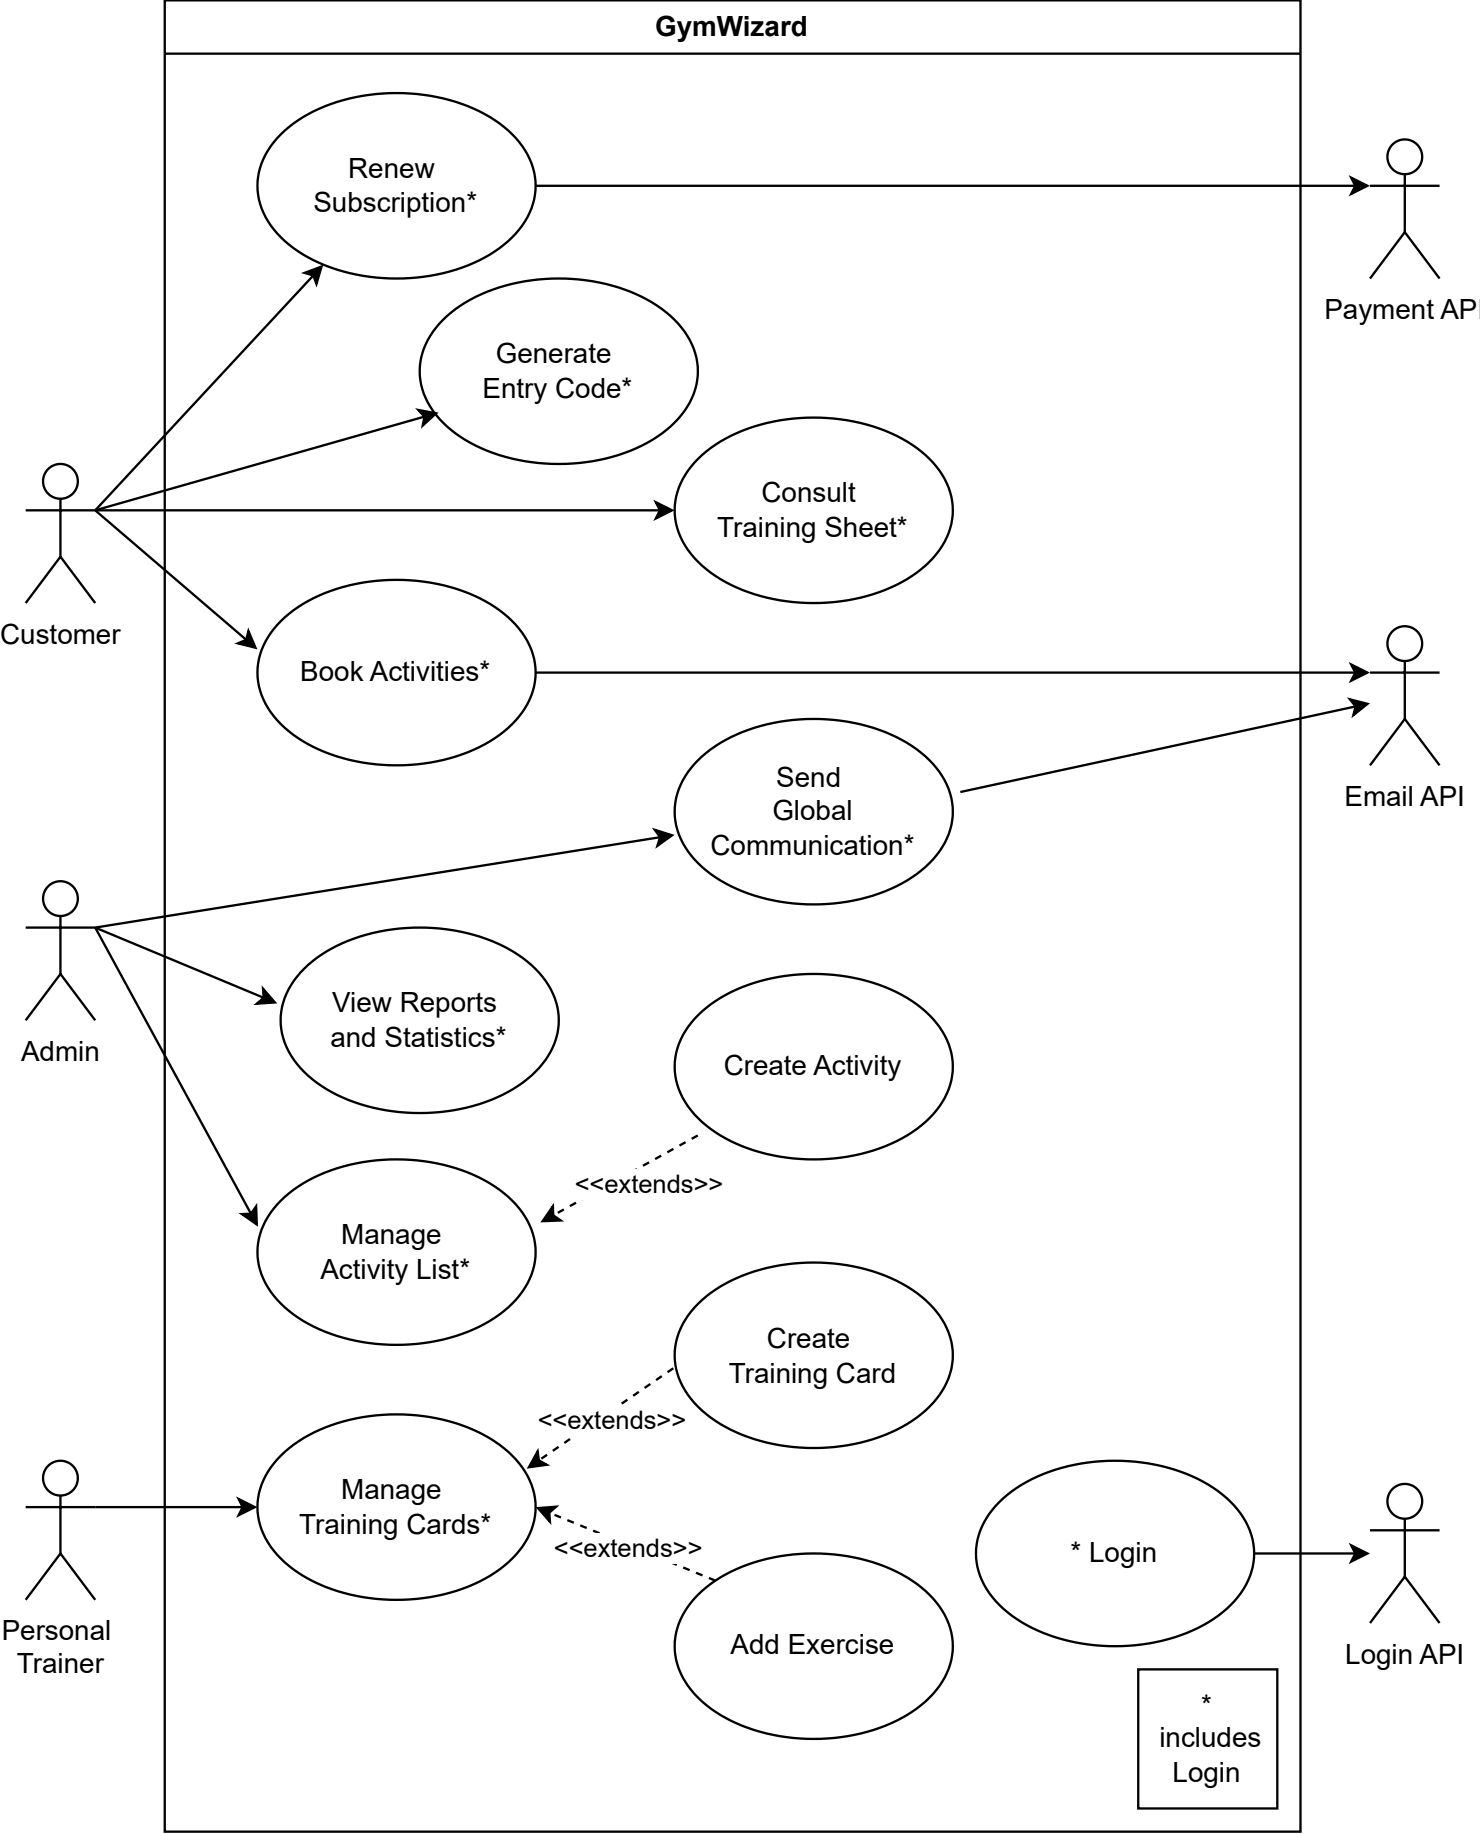 GymWizard
Renew
Subscription*
Generate
Entry Code*
Consult
Training Sheet*
Book Activities*
Send
Global
Communication*
View Reports
and Statistics*
Create Activity
<<extends>>
Manage
Activity List*
Create
Training Card
<<extends>>
Manage
Training Cards*
<<extends>>
Add Exercise
* Login
*
includes
Login
Customer
Admin
Personal
Trainer
Payment API
Email API
Login API